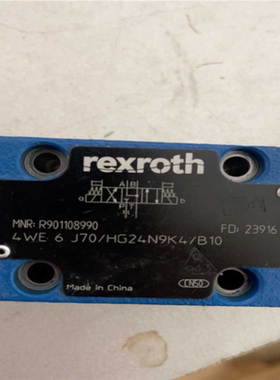 rexroth
A B
MNR: R901108990
FD: 23916
4WE 6 J70/HG24N9K4/B10
Made in China
CN50